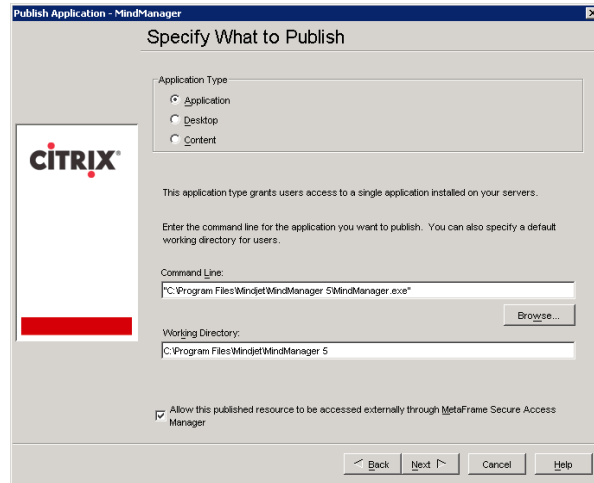 Publish Application - MindManager
Specify What to Publish
Application Type
Application
Desktop
Content
CITRIX®
This application type grants users access to a single application installed on your servers.
Enter the command line for the application you want to publish. You can also specify a default
working directory for users.
Command Line:
"C:\Program Files\Mindjet\MindManager 5\MindManager.exe"
Browse...
Working Directory:
C:\Program Files\Mindjet\MindManager 5
Allow this published resource to be accessed externally through MetaFrame Secure Access
Manager
Back
Next
Cancel
Help